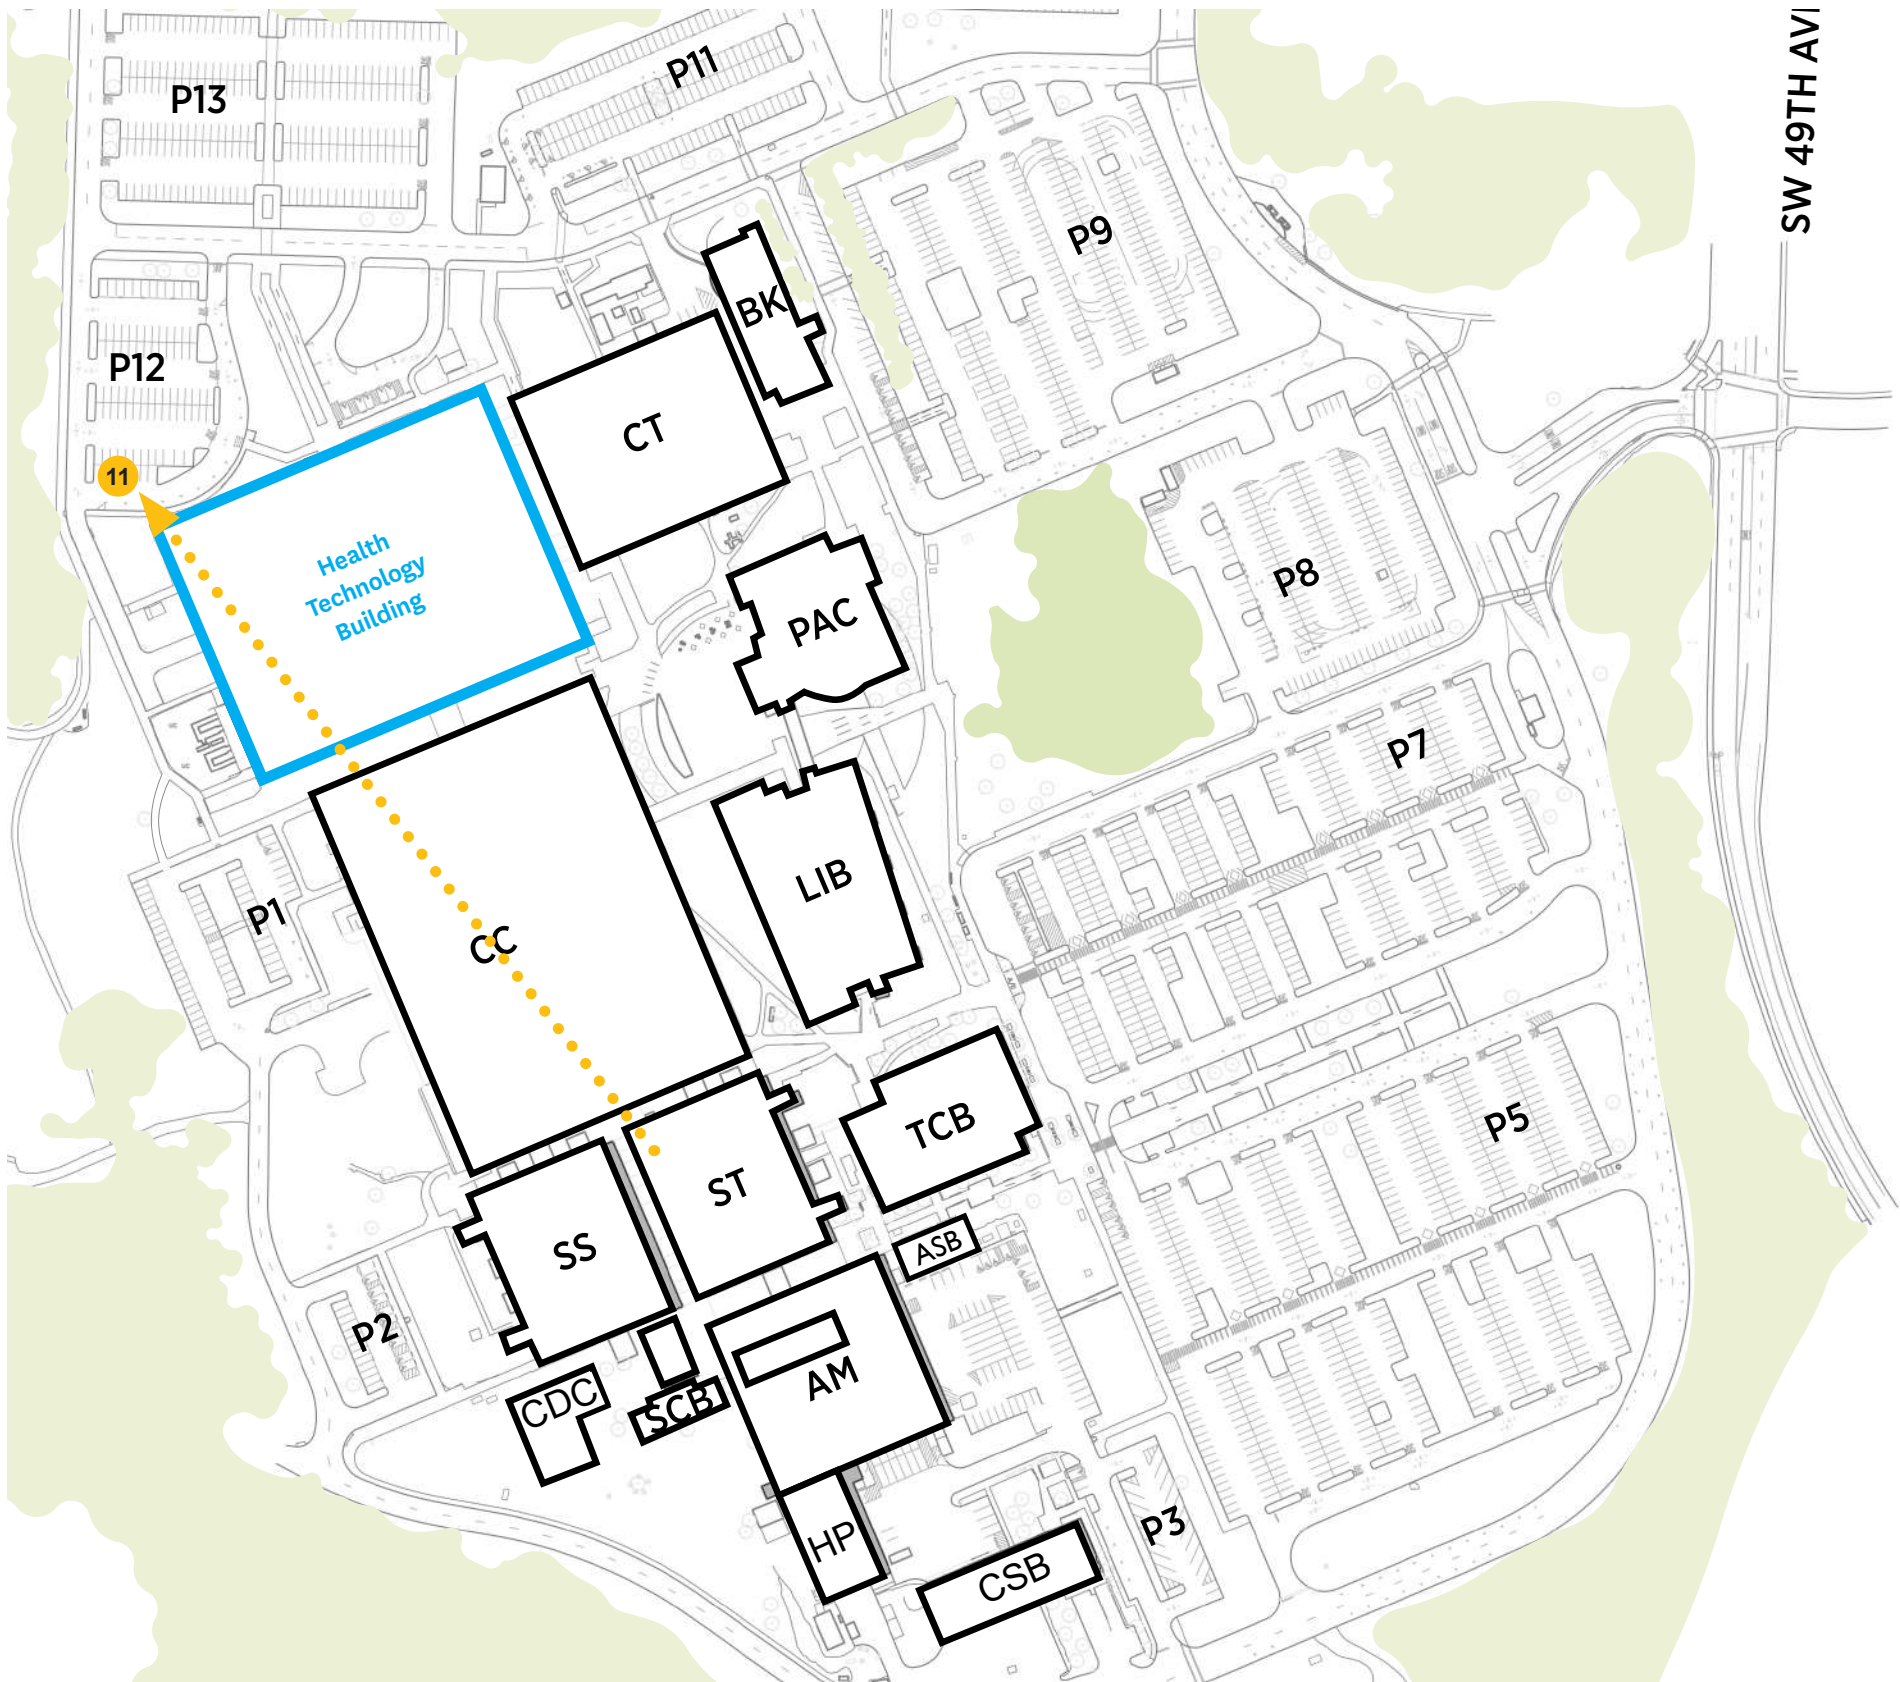 SW 49TH AVE
P11
P13
P9
BK
P12
CT
11
Health
Technology
Building
P8
PAC
P7
LIB
P1
CC
TCB
P5
ST
ASB
SS
P2
AM
CDC
SCB
P3
HP
CSB